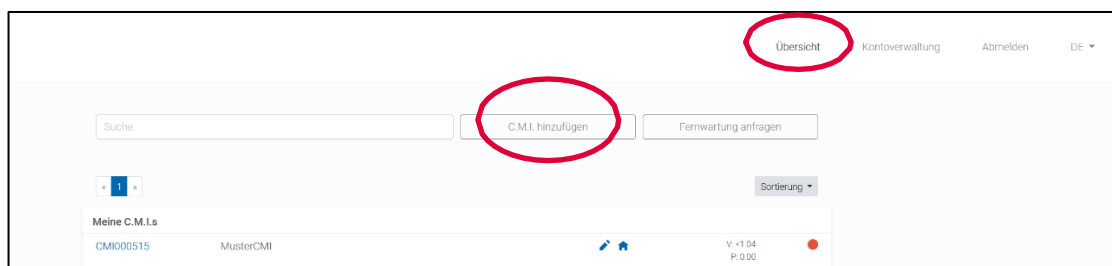 Übersicht Kontoverwaltung Abmelden DE
Suche C.M.I. hinzufügen Fernwartung anfragen
« 1 » Sortierung
Meine C.M.I.s
CMI000515 MusterCMI V: <1.04
P: 0.00